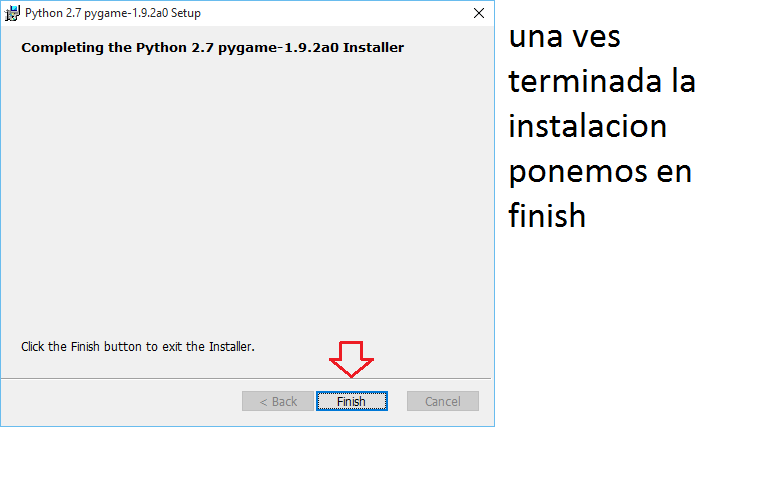 Python 2.7 pygame-1.9.2a0 Setup
Completing the Python 2.7 pygame-1.9.2a0 Installer
Click the Finish button to exit the Installer.
< Back
Finish
Cancel
una ves
terminada la
instalacion
ponemos en
finish